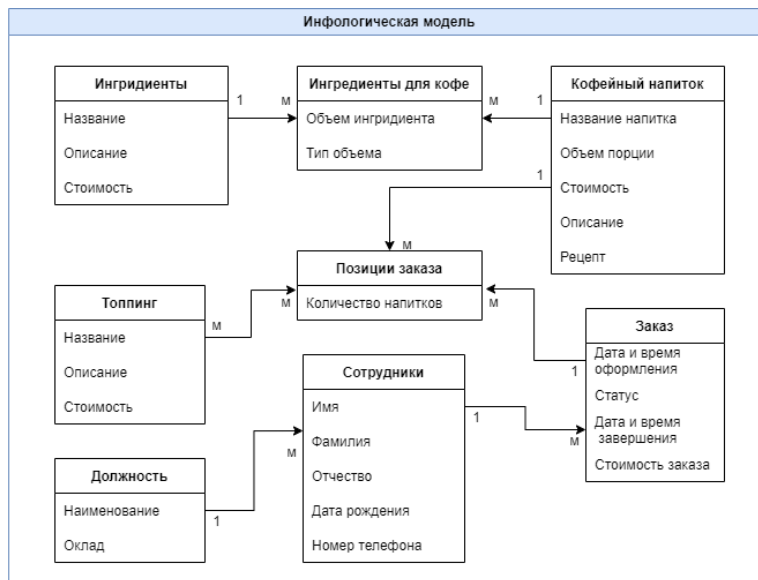 Инфологическая модель
Ингридиенты
Название
Описание
Стоимость
1
м
Ингредиенты для кофе
Объем ингридиента
Тип объема
м
1
Кофейный напиток
Название напитка
Объем порции
Стоимость
Описание
Рецепт
1
м
Позиции заказа
Количество напитков
Топпинг
Название
Описание
Стоимость
м
м
м
1
Заказ
Дата и время
оформления
Статус
Дата и время
завершения
Стоимость заказа
Сотрудники
Имя
Фамилия
Отчество
Дата рождения
Номер телефона
1
м
Должность
Наименование
Оклад
1
м